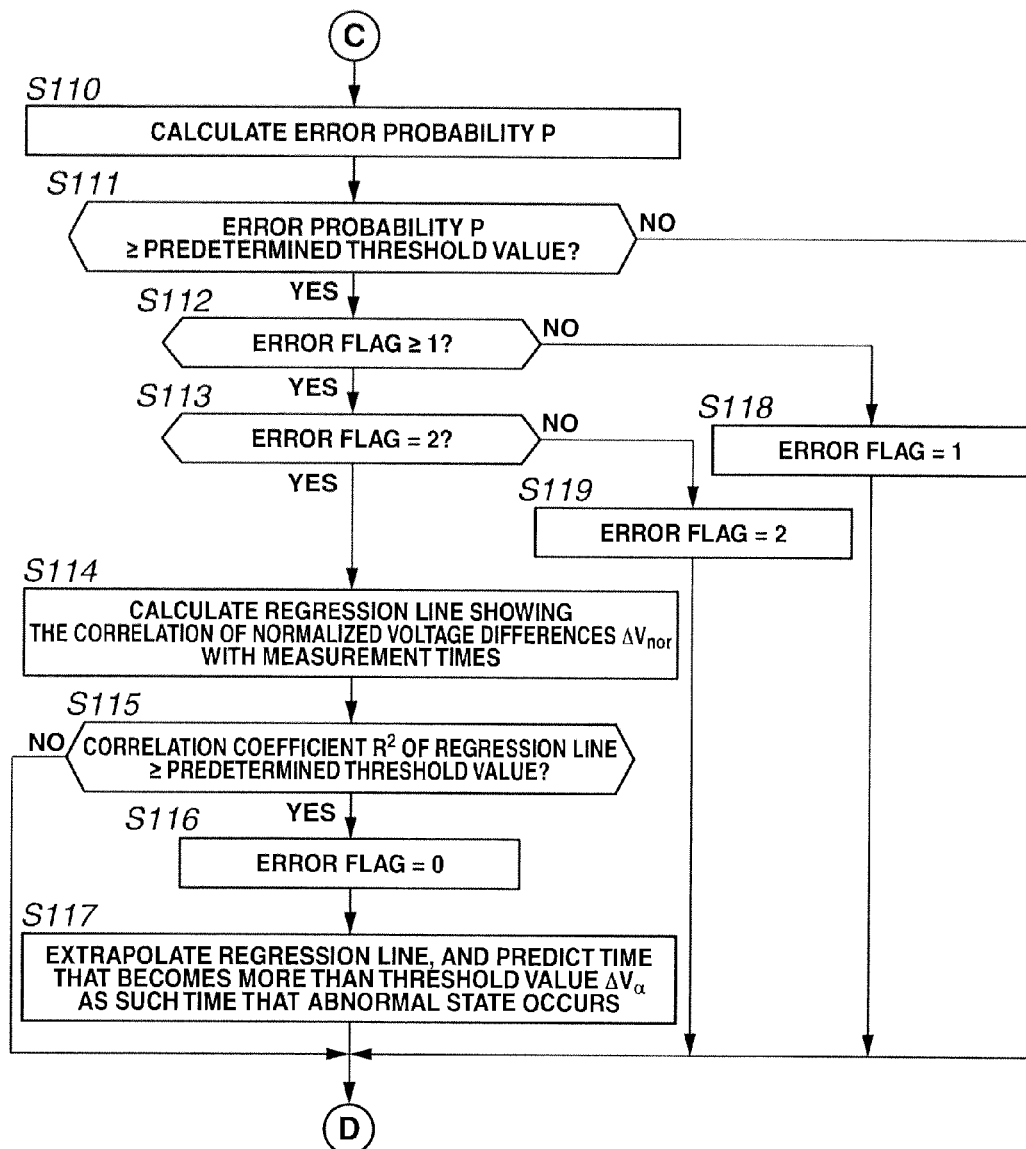 C
S110
CALCULATE ERROR PROBABILITY P
S111
ERROR PROBABILITY P
≥ PREDETERMINED THRESHOLD VALUE?
NO
YES
S112
ERROR FLAG ≥ 1?
NO
YES
S113
ERROR FLAG = 2?
NO
YES
S118
ERROR FLAG = 1
S119
ERROR FLAG = 2
S114
CALCULATE REGRESSION LINE SHOWING
THE CORRELATION OF NORMALIZED VOLTAGE DIFFERENCES ΔVnor
WITH MEASUREMENT TIMES
S115
NO
CORRELATION COEFFICIENT R² OF REGRESSION LINE
≥ PREDETERMINED THRESHOLD VALUE?
YES
S116
ERROR FLAG = 0
S117
EXTRAPOLATE REGRESSION LINE, AND PREDICT TIME
THAT BECOMES MORE THAN THRESHOLD VALUE ΔVα
AS SUCH TIME THAT ABNORMAL STATE OCCURS
D